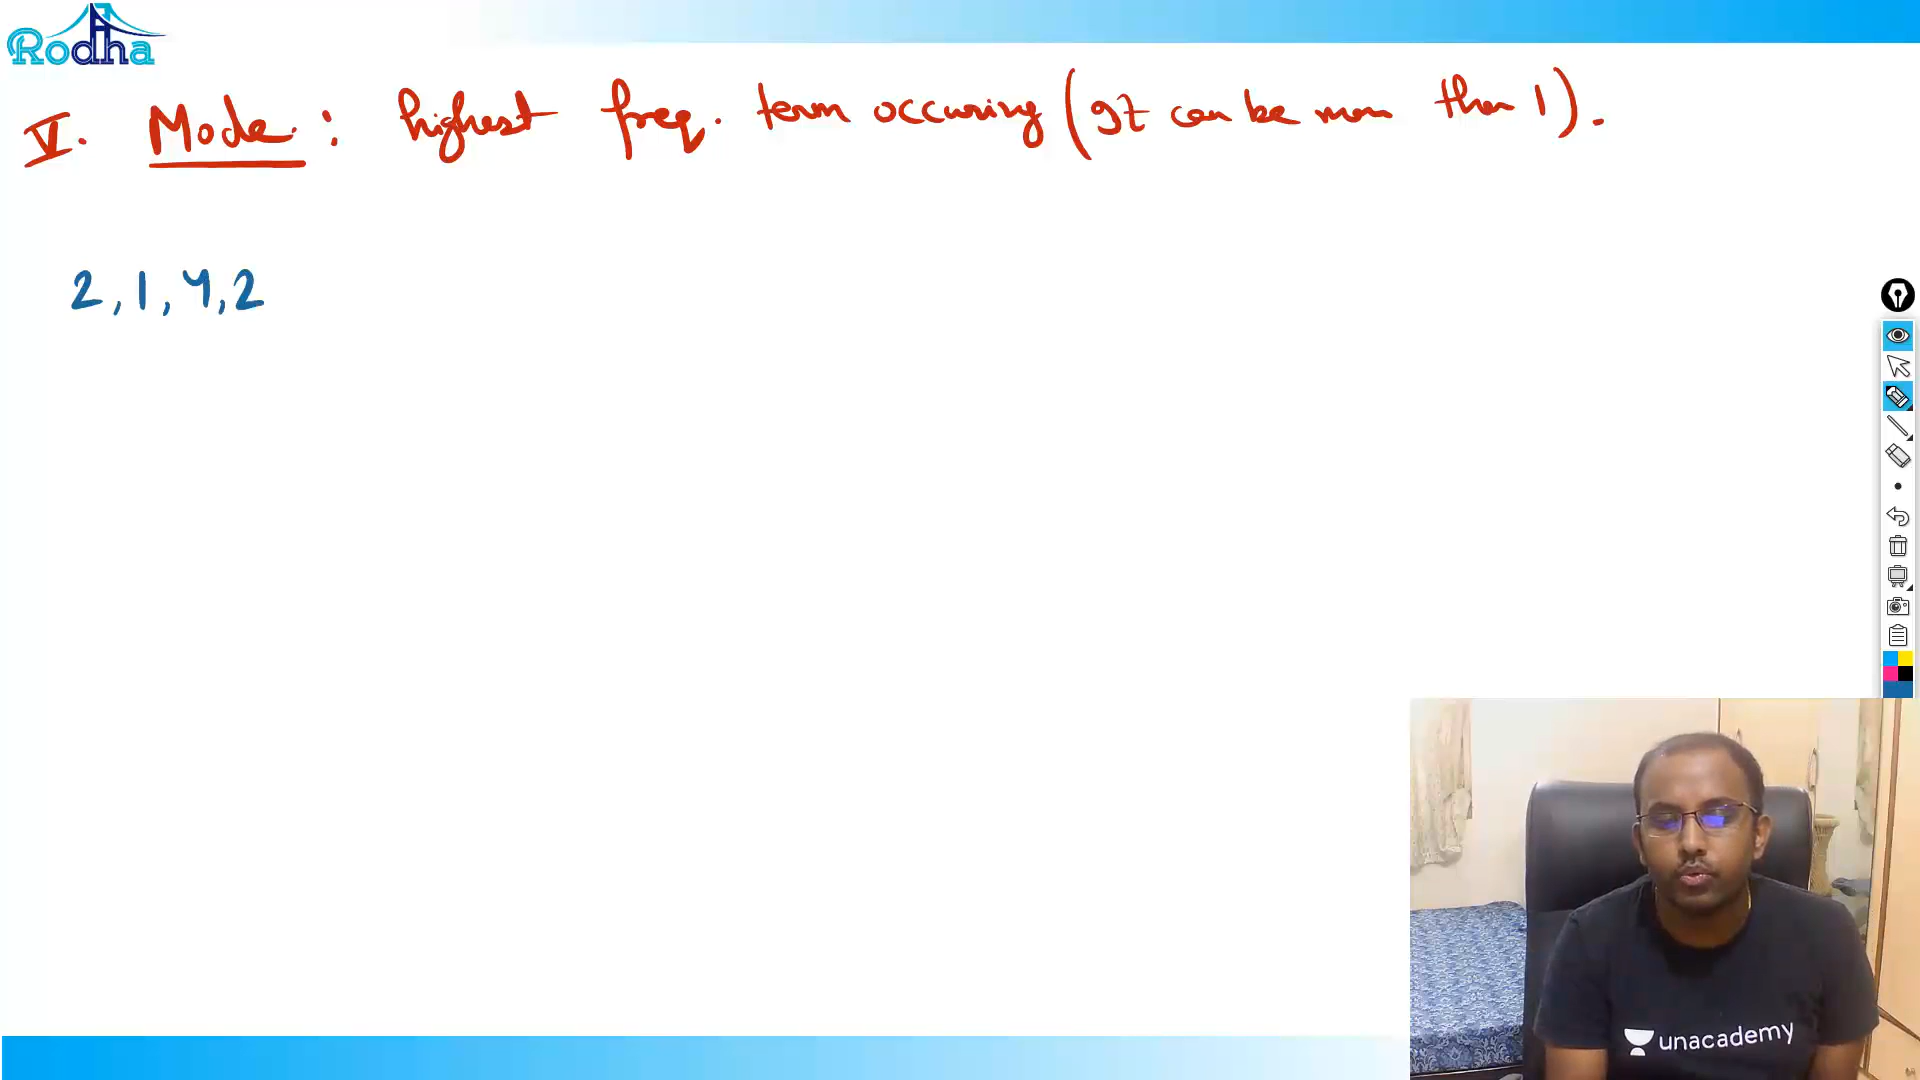 Rodha
V. Mode : highest freq. term occuring (It can be more than 1).
2, 1, 4, 2
unacademy